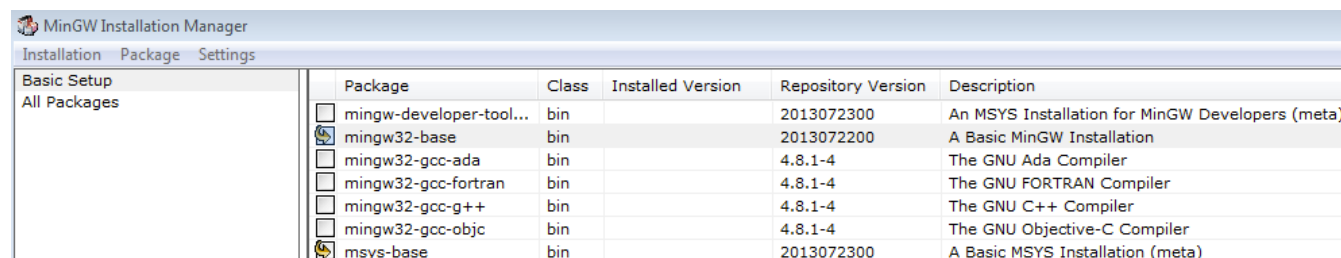 MinGW Installation Manager
Installation Package Settings
Basic Setup
All Packages
Package Class Installed Version Repository Version Description
mingw-developer-tool... bin 2013072300 An MSYS Installation for MinGW Developers (meta)
mingw32-base bin 2013072200 A Basic MinGW Installation
mingw32-gcc-ada bin 4.8.1-4 The GNU Ada Compiler
mingw32-gcc-fortran bin 4.8.1-4 The GNU FORTRAN Compiler
mingw32-gcc-g++ bin 4.8.1-4 The GNU C++ Compiler
mingw32-gcc-objc bin 4.8.1-4 The GNU Objective-C Compiler
msys-base bin 2013072300 A Basic MSYS Installation (meta)